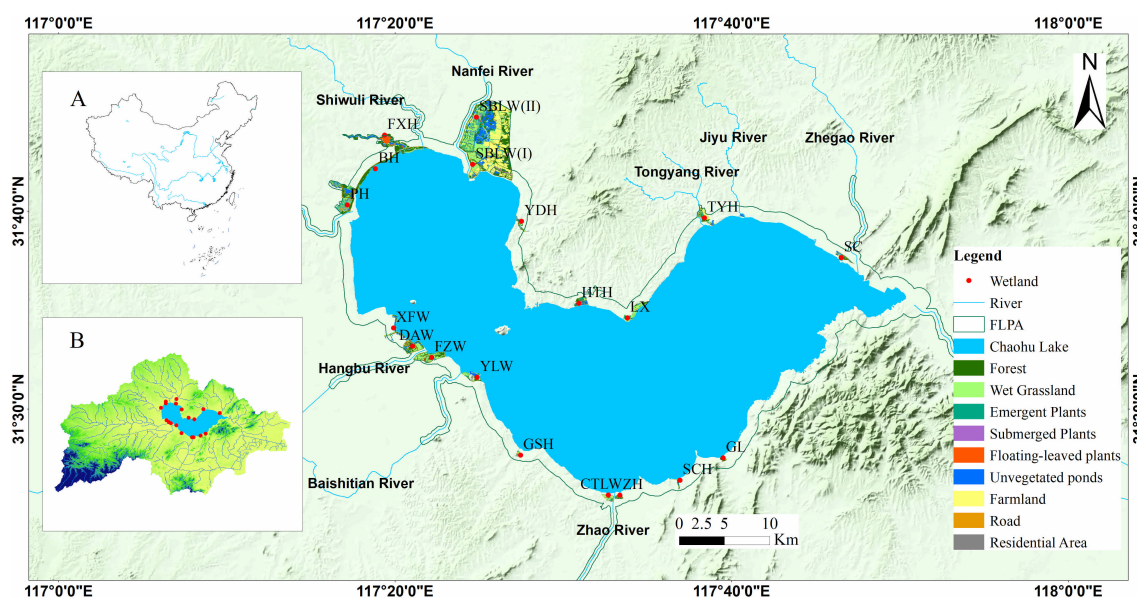 117°0'0"E
117°20'0"E
117°40'0"E
118°0'0"E
A
N
Nanfei River
Shiwuli River
SBLW(II)
FXH
Jiyu River
Zhegao River
BH
SBLW(I)
Tongyang River
PH
31°40'0"N
YDH
TYH
SC
HTH
LX
XFW
DAW
FZW
Hangbu River
YLW
B
31°30'0"N
GSH
GL
SCH
Baishitian River
CTLWZH
Zhao River
0 2.5 5 10
Km
Legend
Wetland
River
FLPA
Chaohu Lake
Forest
Wet Grassland
Emergent Plants
Submerged Plants
Floating-leaved plants
Unvegetated ponds
Farmland
Road
Residential Area
117°0'0"E
117°20'0"E
117°40'0"E
118°0'0"E